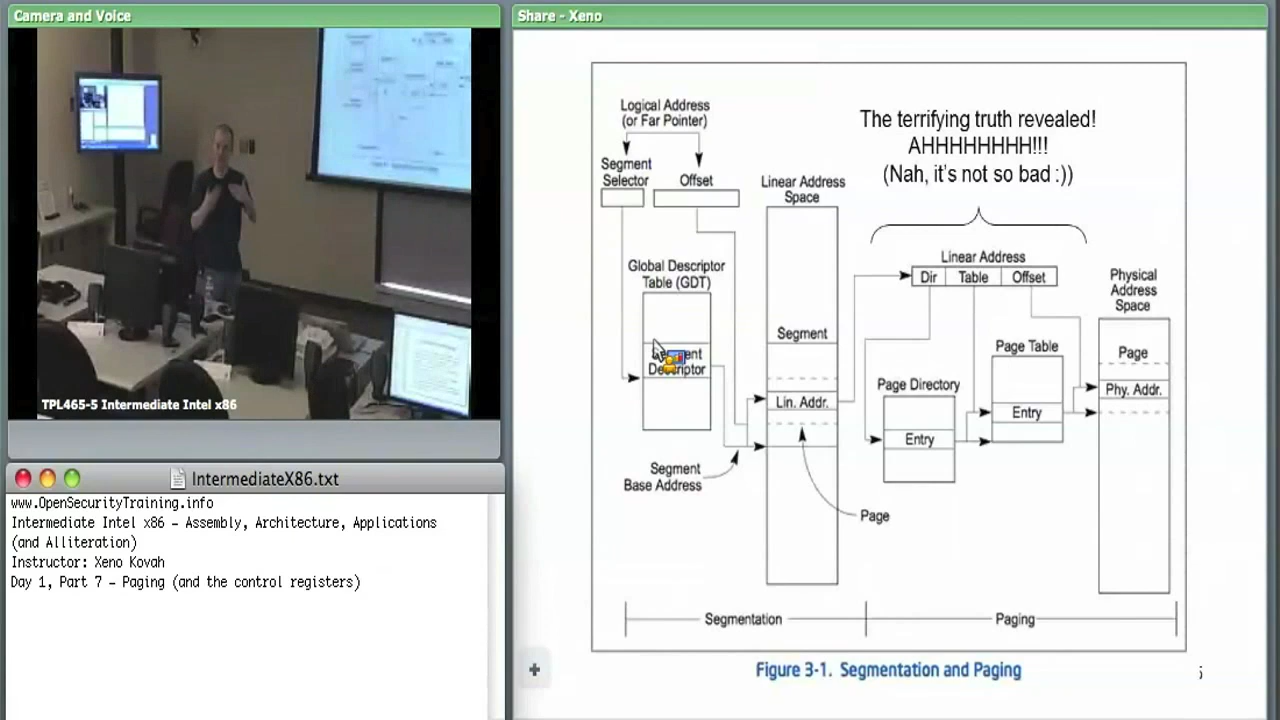 Camera and Voice
TPL465-5 Intermediate Intel x86
IntermediateX86.txt
www.OpenSecurityTraining.info
Intermediate Intel x86 - Assembly, Architecture, Applications
(and Alliteration)
Instructor: Xeno Kovah
Day 1, Part 7 - Paging (and the control registers)
Share - Xeno
Logical Address
(or Far Pointer)
The terrifying truth revealed!
AHHHHHHHH!!!
(Nah, it's not so bad :))
Segment
Selector
Offset
Linear Address
Space
Global Descriptor
Table (GDT)
Linear Address
Dir Table Offset
Physical
Address
Space
Segment
Page Table
Page
Descriptor
Page Directory
Phy. Addr.
Lin. Addr.
Entry
Entry
Segment
Base Address
Page
Segmentation
Paging
Figure 3-1. Segmentation and Paging